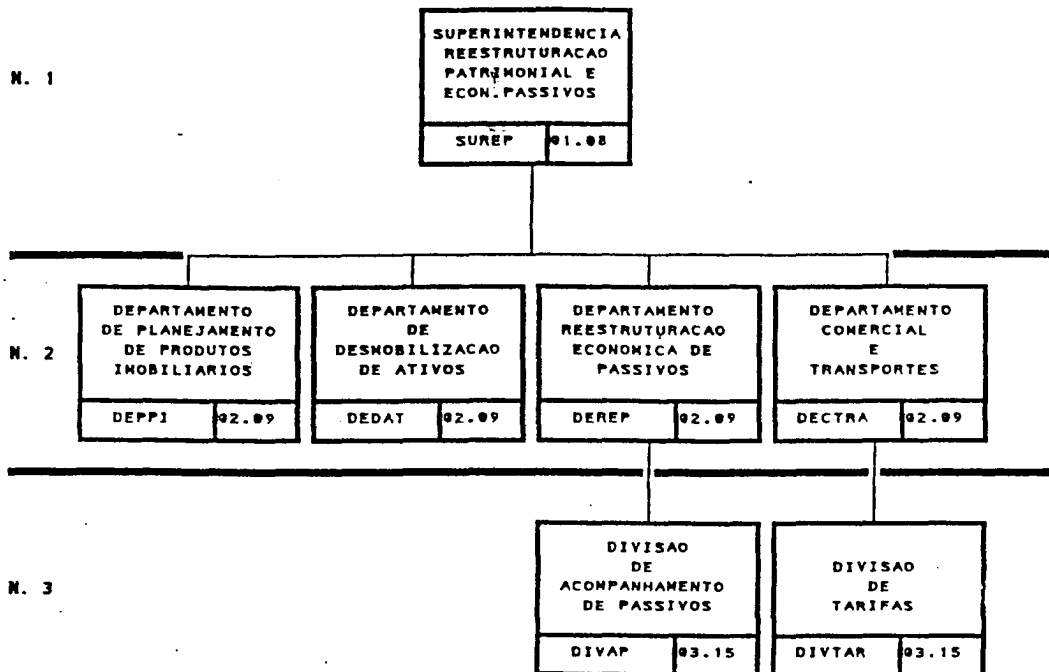 SUPERINTENDENCIA
REESTRUTURACAO
PATRIMONIAL E
ECON.PASSIVOS
SUREP 01.08
N. 1
DEPARTAMENTO
DE PLANEJAMENTO
DE PRODUTOS
IMOBILIARIOS
DEPPI 02.09
DEPARTAMENTO
DE
DESMOBILIZACAO
DE ATIVOS
DEDAT 02.09
DEPARTAMENTO
REESTRUTURACAO
ECONOMICA DE
PASSIVOS
DEREP 02.09
DEPARTAMENTO
COMERCIAL
E
TRANSPORTES
DECTRA 02.09
N. 2
DIVISAO
DE
ACOMPANHAMENTO
DE PASSIVOS
DIVAP 03.15
DIVISAO
DE
TARIFAS
DIVTAR 03.15
N. 3